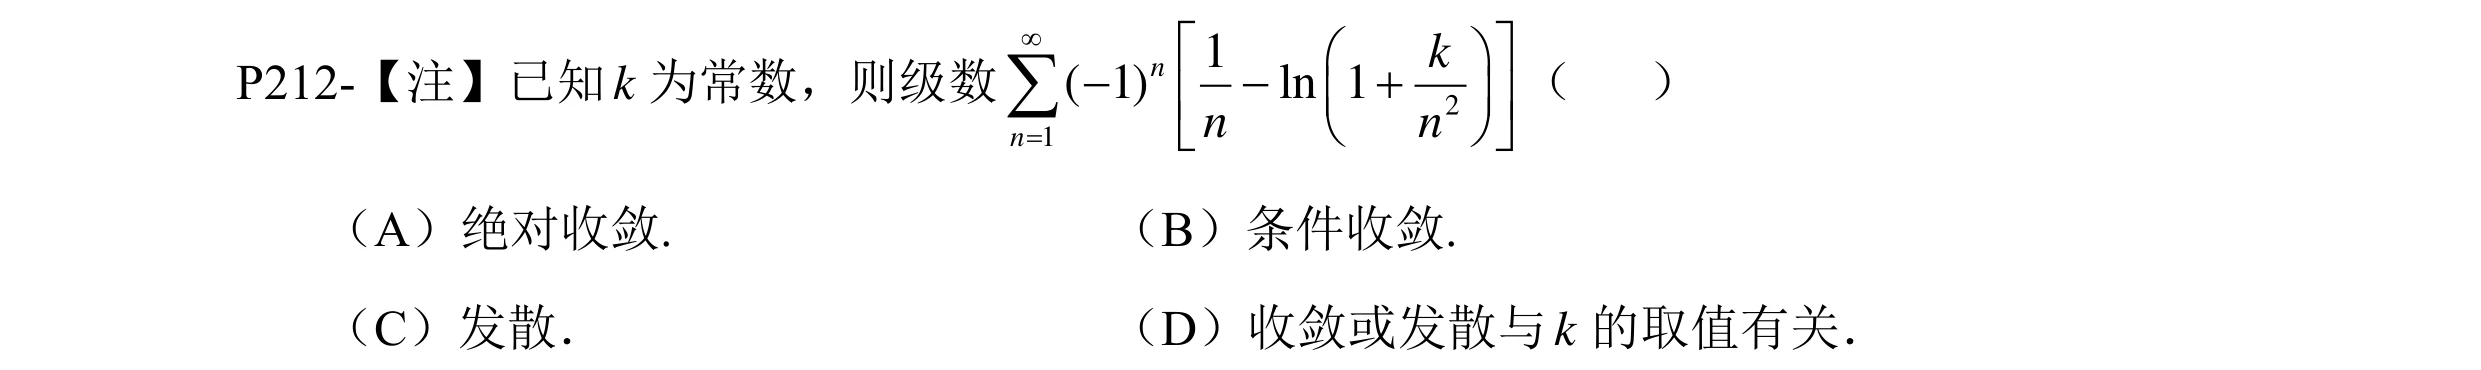 P212-【注】已知 k 为常数，则级数 $\sum_{n=1}^{\infty}(-1)^n\left[\frac{1}{n}-\ln\left(1+\frac{k}{n^2}\right)\right]$（　　）
（A）绝对收敛.　　（B）条件收敛.
（C）发散.　　（D）收敛或发散与 k 的取值有关.